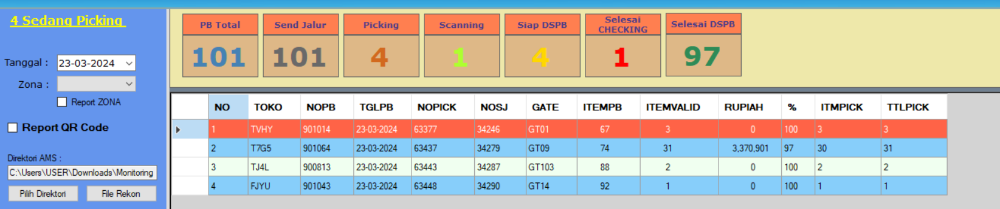 4 Sedang Picking
Tanggal : 23-03-2024
Zona :
Report ZONA
Report QR Code
Direktori AMS :
C:\Users\USER\Downloads\Monitoring
Pilih Direktori File Rekon
PB Total Send Jalur Picking Scanning Siap DSPB Selesai CHECKING Selesai DSPB
101 101 4 1 4 1 97
NO TOKO NOPB TGLPB NOPICK NOSJ GATE ITEMPB ITEMVALID RUPIAH % ITMPICK TTLPICK
1 TVHY 901014 23-03-2024 63377 34246 GT01 67 3 0 100 3 3
2 T7G5 901064 23-03-2024 63437 34279 GT09 74 31 3,370,901 97 30 31
3 TJ4L 900813 23-03-2024 63443 34287 GT103 88 2 0 100 2 2
4 FJYU 901043 23-03-2024 63448 34290 GT14 92 1 0 100 1 1